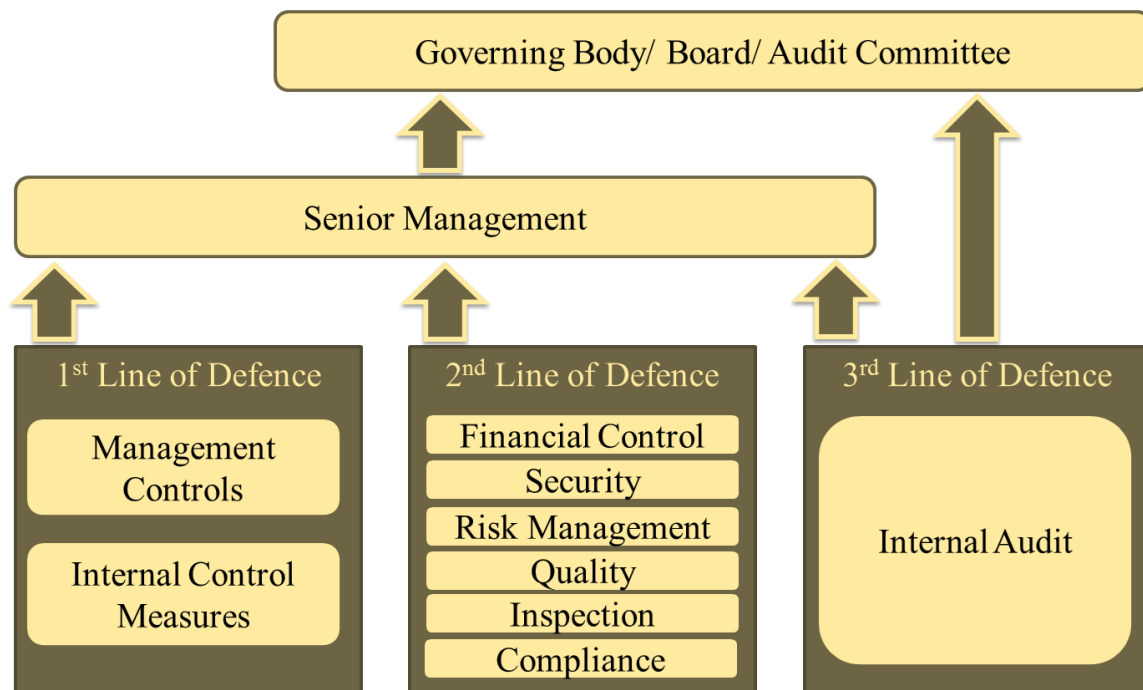 Governing Body/ Board/ Audit Committee
Senior Management
1st Line of Defence
Management
Controls
Internal Control
Measures
2nd Line of Defence
Financial Control
Security
Risk Management
Quality
Inspection
Compliance
3rd Line of Defence
Internal Audit